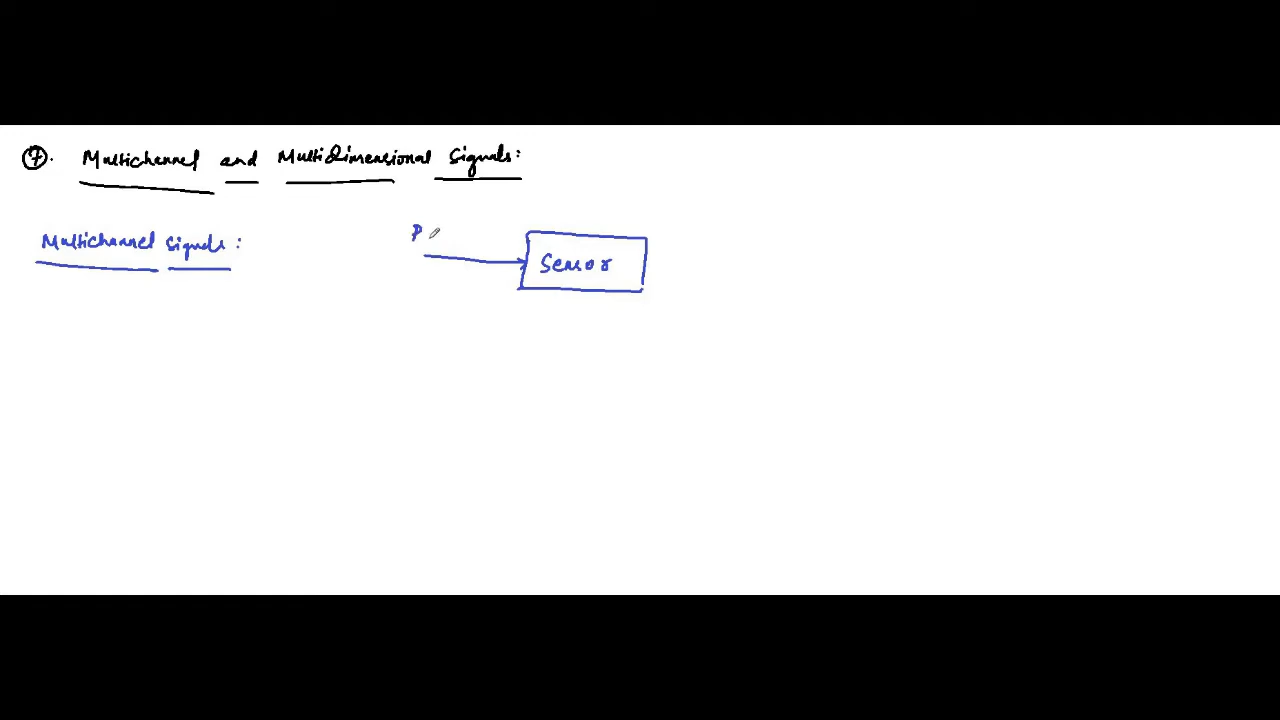 7. Multichannel and Multidimensional Signals:
Multichannel Signals:
P
Sensor